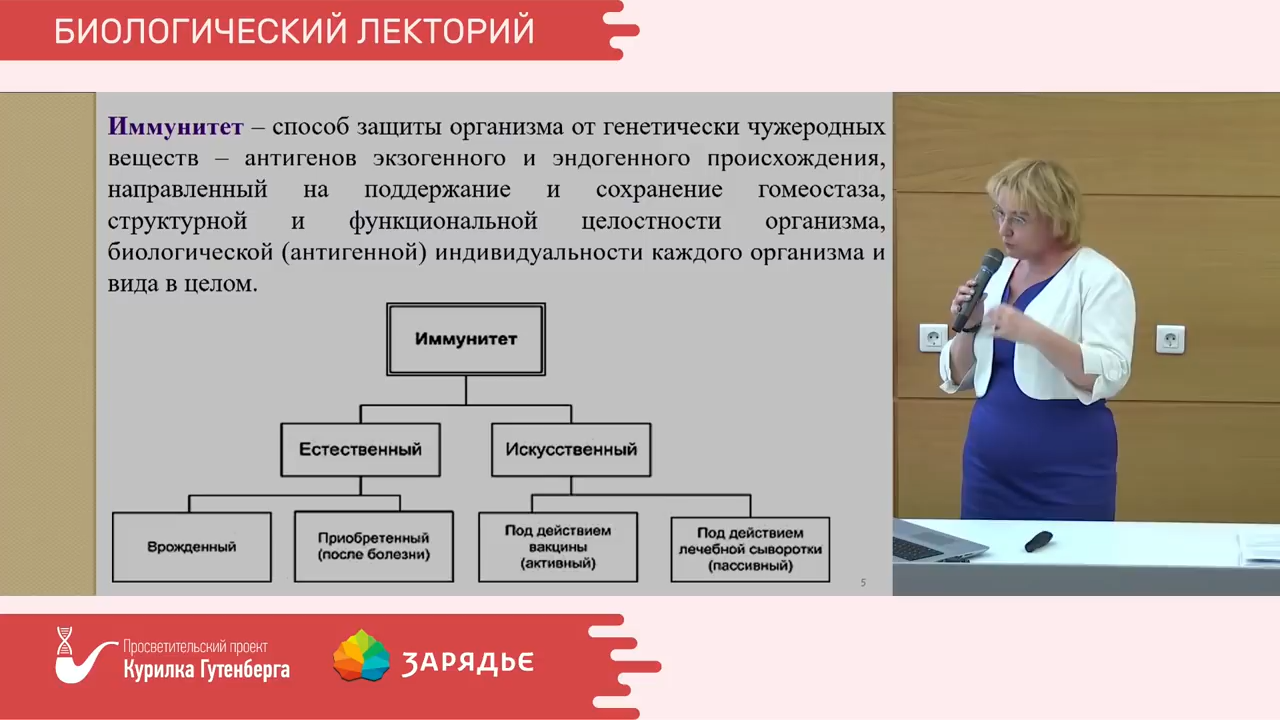 БИОЛОГИЧЕСКИЙ ЛЕКТОРИЙ
Иммунитет – способ защиты организма от генетически чужеродных
веществ – антигенов экзогенного и эндогенного происхождения,
направленный на поддержание и сохранение гомеостаза,
структурной и функциональной целостности организма,
биологической (антигенной) индивидуальности каждого организма и
вида в целом.
Иммунитет
Естественный
Искусственный
Врожденный
Приобретенный
(после болезни)
Под действием
вакцины
(активный)
Под действием
лечебной сыворотки
(пассивный)
5
Просветительский проект
Курилка Гутенберга
ЗАРЯДЬЕ